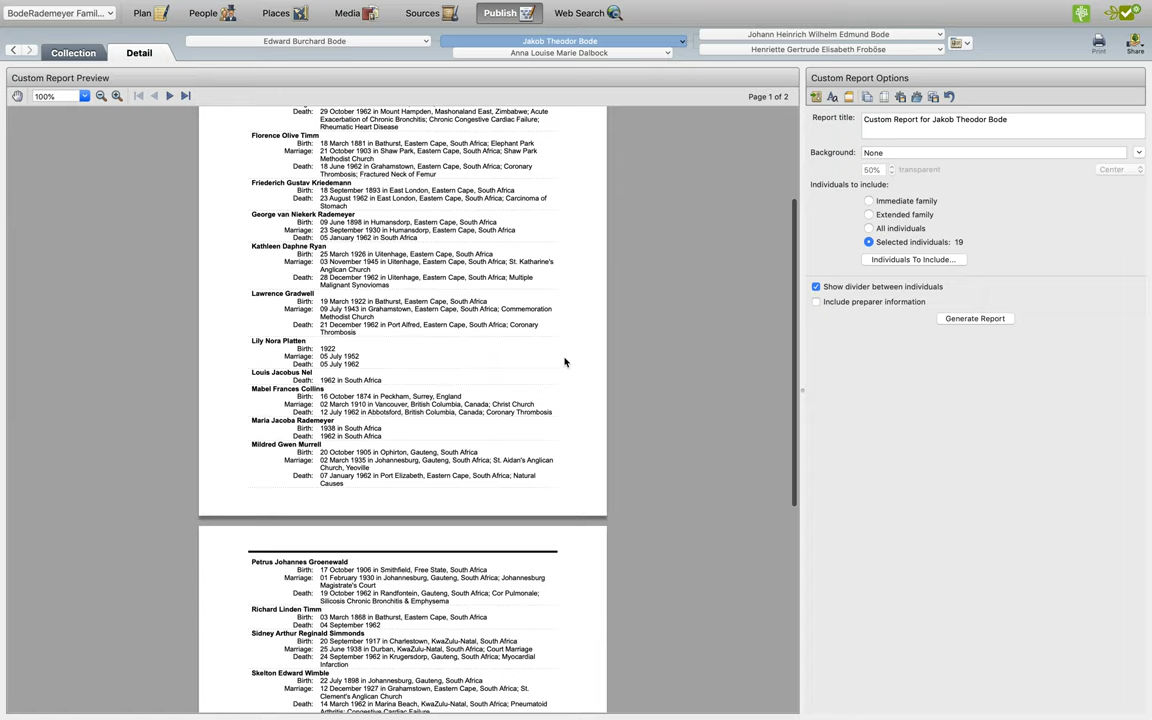 BodeRademeyer Famil...
Plan
People
Places
Media
Sources
Publish
Web Search
Collection
Detail
Edward Burchard Bode
Jakob Theodor Bode
Anna Louise Marie Dalbock
Johann Heinrich Wilhelm Edmund Bode
Henriette Gertrude Elisabeth Froböse
Print
Share
Custom Report Preview
100%
Page 1 of 2
Death: 29 October 1962 in Mount Hampden, Mashonaland East, Zimbabwe; Acute
Exacerbation of Chronic Bronchitis; Chronic Congestive Cardiac Failure;
Rheumatic Heart Disease
Florence Olive Timm
Birth: 18 March 1881 in Bathurst, Eastern Cape, South Africa; Elephant Park
Marriage: 21 October 1903 in Shaw Park, Eastern Cape, South Africa; Shaw Park
Methodist Church
Death: 18 June 1962 in Grahamstown, Eastern Cape, South Africa; Coronary
Thrombosis; Fractured Neck of Femur
Friederich Gustav Kriedemann
Birth: 18 September 1893 in East London, Eastern Cape, South Africa
Death: 23 August 1962 in East London, Eastern Cape, South Africa; Carcinoma of
Stomach
George van Niekerk Rademeyer
Birth: 09 June 1898 in Humansdorp, Eastern Cape, South Africa
Marriage: 23 September 1930 in Humansdorp, Eastern Cape, South Africa
Death: 05 January 1962 in South Africa
Kathleen Daphne Ryan
Birth: 25 March 1926 in Uitenhage, Eastern Cape, South Africa
Marriage: 03 November 1945 in Uitenhage, Eastern Cape, South Africa; St. Katharine's
Anglican Church
Death: 28 December 1962 in Uitenhage, Eastern Cape, South Africa; Multiple
Malignant Synoviomas
Lawrence Gradwell
Birth: 19 March 1922 in Bathurst, Eastern Cape, South Africa
Marriage: 09 July 1943 in Grahamstown, Eastern Cape, South Africa; Commemoration
Methodist Church
Death: 21 December 1962 in Port Alfred, Eastern Cape, South Africa; Coronary
Thrombosis
Lily Nora Platten
Birth: 1922
Marriage: 05 July 1952
Death: 05 July 1962
Louis Jacobus Nel
Death: 1962 in South Africa
Mabel Frances Collins
Birth: 16 October 1874 in Peckham, Surrey, England
Marriage: 02 March 1910 in Vancouver, British Columbia, Canada; Christ Church
Death: 12 July 1962 in Abbotsford, British Columbia, Canada; Coronary Thrombosis
Maria Jacoba Rademeyer
Birth: 1938 in South Africa
Death: 1962 in South Africa
Mildred Gwen Murrell
Birth: 20 October 1905 in Ophirton, Gauteng, South Africa
Marriage: 02 March 1935 in Johannesburg, Gauteng, South Africa; St. Aidan's Anglican
Church, Yeoville
Death: 07 January 1962 in Port Elizabeth, Eastern Cape, South Africa; Natural
Causes
Petrus Johannes Groenewald
Birth: 17 October 1906 in Smithfield, Free State, South Africa
Marriage: 01 February 1930 in Johannesburg, Gauteng, South Africa; Johannesburg
Magistrate's Court
Death: 19 October 1962 in Randfontein, Gauteng, South Africa; Cor Pulmonale;
Silicosis Chronic Bronchitis & Emphysema
Richard Linden Timm
Birth: 03 March 1868 in Bathurst, Eastern Cape, South Africa
Death: 04 September 1962
Sidney Arthur Reginald Simmonds
Birth: 20 September 1917 in Charlestown, KwaZulu-Natal, South Africa
Marriage: 25 June 1938 in Durban, KwaZulu-Natal, South Africa; Court Marriage
Death: 24 September 1962 in Krugersdorp, Gauteng, South Africa; Myocardial
Infarction
Skelton Edward Wimble
Birth: 22 July 1898 in Johannesburg, Gauteng, South Africa
Marriage: 12 December 1927 in Grahamstown, Eastern Cape, South Africa; St.
Clement's Anglican Church
Death: 14 March 1962 in Marina Beach, KwaZulu-Natal, South Africa; Pneumatoid
Arthritis; Congestive Cardiac Failure
Custom Report Options
Report title: Custom Report for Jakob Theodor Bode
Background: None
50% transparent Center
Individuals to include:
Immediate family
Extended family
All individuals
Selected individuals: 19
Individuals To Include...
Show divider between individuals
Include preparer information
Generate Report